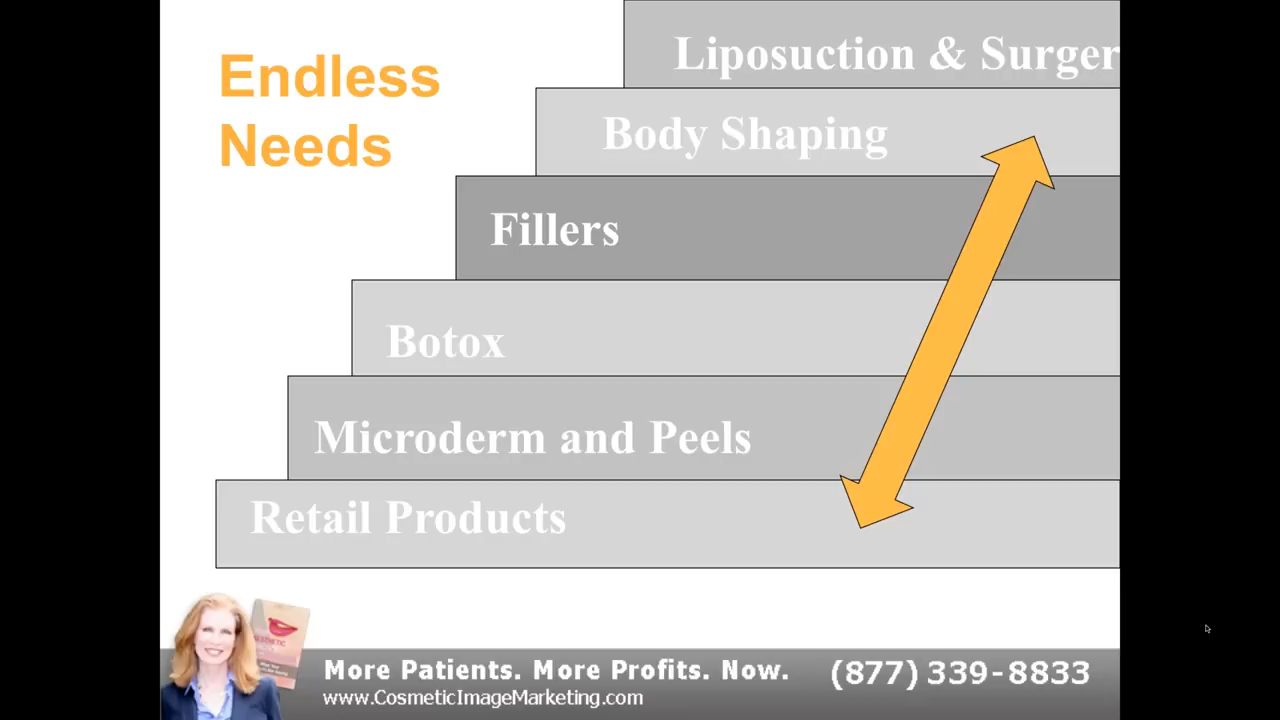 Endless
Needs
Liposuction & Surger
Body Shaping
Fillers
Botox
Microderm and Peels
Retail Products
More Patients. More Profits. Now.
(877) 339-8833
www.CosmeticImageMarketing.com